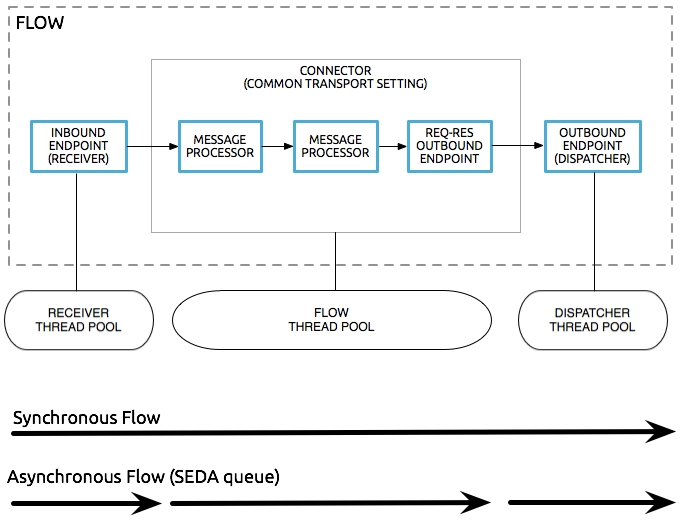 FLOW
CONNECTOR
(COMMON TRANSPORT SETTING)
INBOUND
ENDPOINT
(RECEIVER)
MESSAGE
PROCESSOR
MESSAGE
PROCESSOR
REQ-RES
OUTBOUND
ENDPOINT
OUTBOUND
ENDPOINT
(DISPATCHER)
RECEIVER
THREAD POOL
FLOW
THREAD POOL
DISPATCHER
THREAD POOL
Synchronous Flow
Asynchronous Flow (SEDA queue)